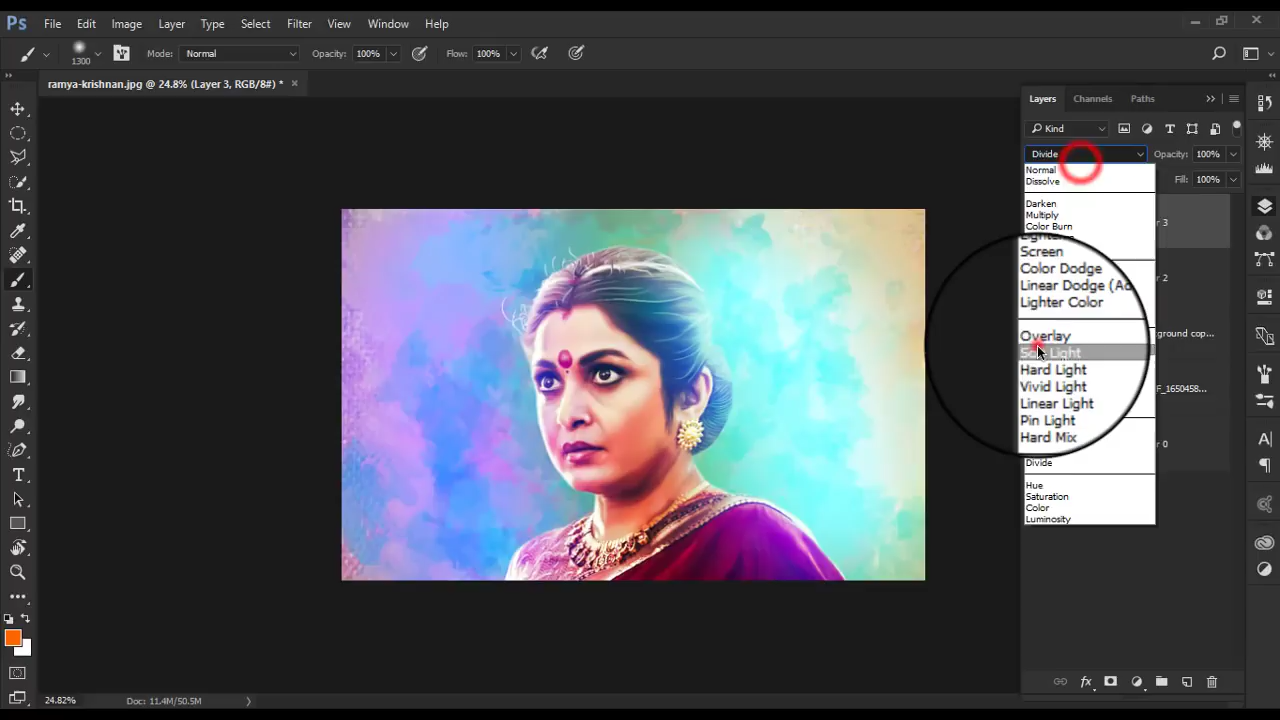 Ps File Edit Image Layer Type Select Filter View Window Help
1300 Mode: Normal Opacity: 100% Flow: 100%
ramya-krishnan.jpg @ 24.8% (Layer 3, RGB/8#) * ×
Layers Channels Paths
Kind
Divide Opacity: 100%
Normal
Dissolve
Fill: 100%
Darken
Multiply
Color Burn
3
Screen
Color Dodge
Linear Dodge (Ad
Lighter Color
2
Overlay
Soft Light
Hard Light
Vivid Light
Linear Light
Pin Light
Hard Mix
ground cop...
F_1650458...
0
Divide
Hue
Saturation
Color
Luminosity
24.82% Doc: 11.4M/50.5M